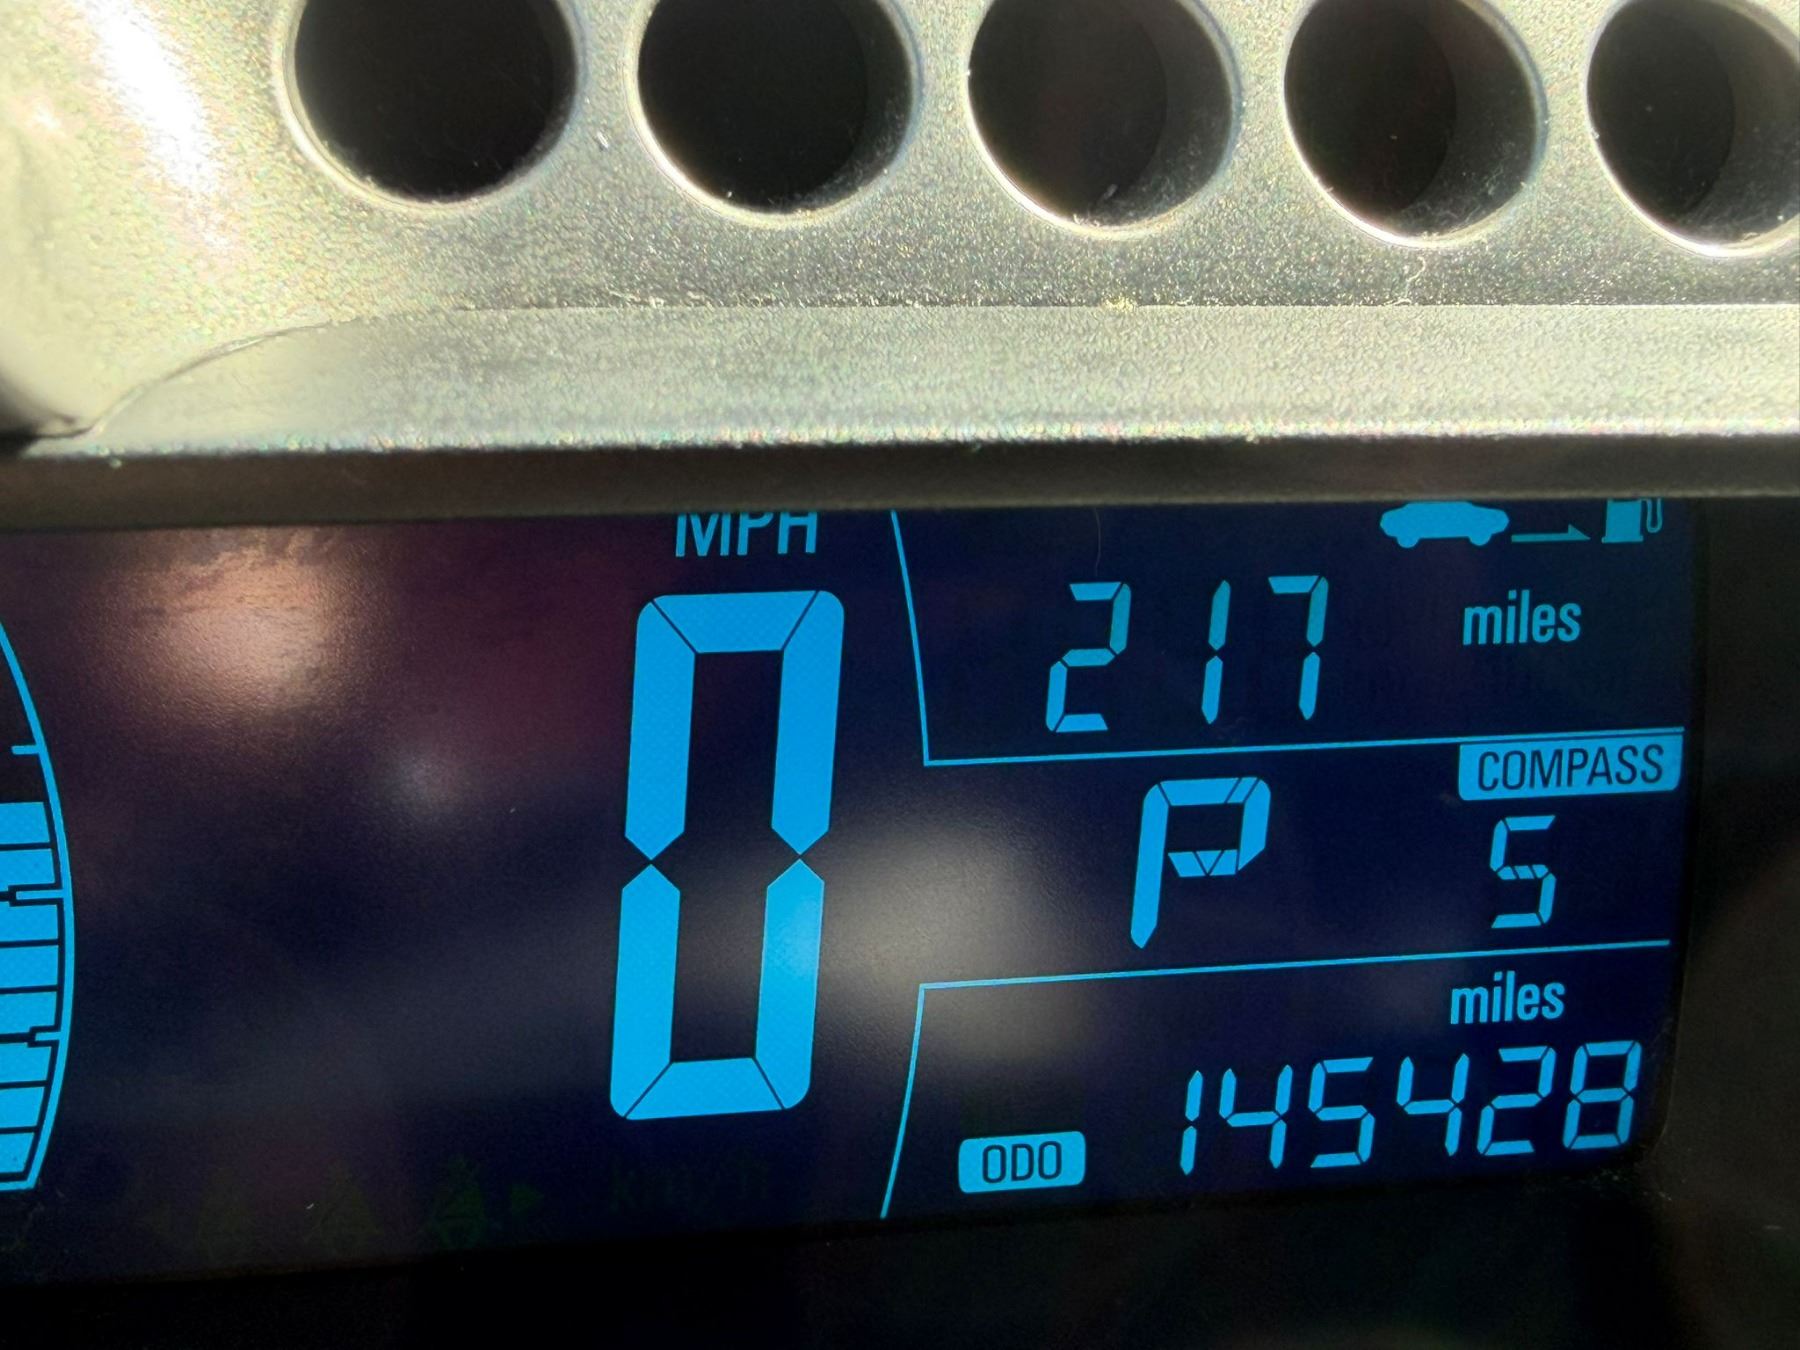 MPH
0
217 miles
COMPASS
P S
miles
ODO 145428